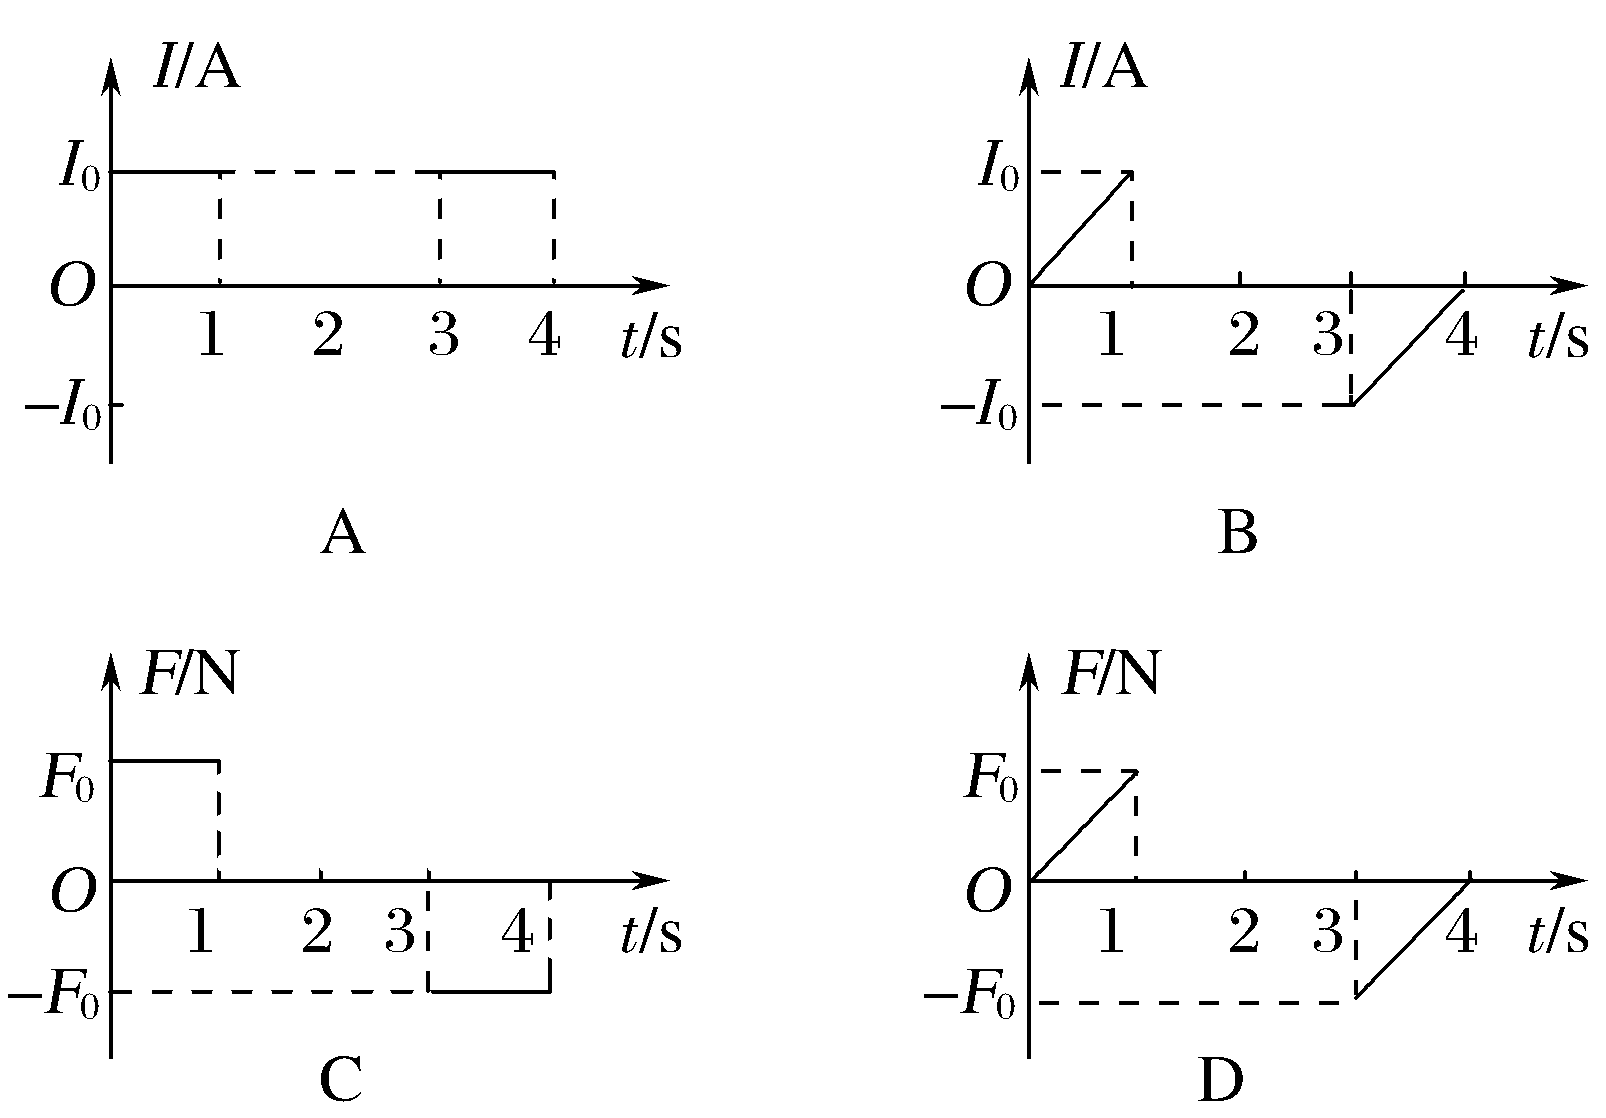 I/A
I₀
O
1 2 3 4 t/s
–I₀
A
I/A
I₀
O
1 2 3 4 t/s
–I₀
B
F/N
F₀
O
1 2 3 4 t/s
–F₀
C
F/N
F₀
O
1 2 3 4 t/s
–F₀
D